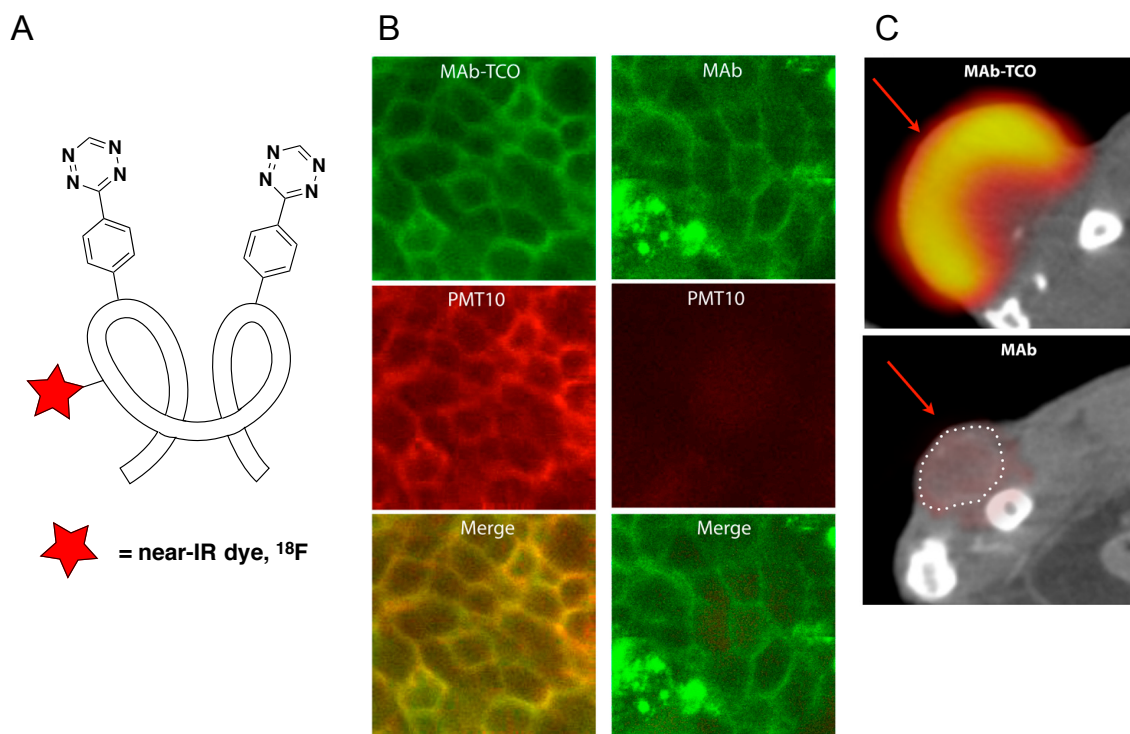 A
B
C
N
N
N
N
N
N
N
N
= near-IR dye, ¹⁸F
MAb-TCO
MAb
PMT10
PMT10
Merge
Merge
MAb-TCO
MAb